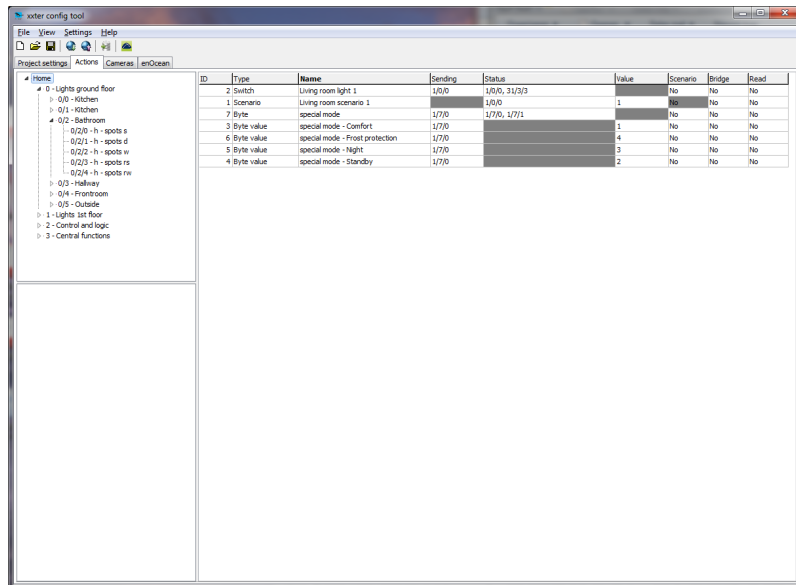 xxter config tool
File View Settings Help
Project settings Actions Cameras enOcean
Home
0 - Lights ground floor
0/0 - Kitchen
0/1 - Kitchen
0/2 - Bathroom
0/2/0 - h - spots s
0/2/1 - h - spots d
0/2/2 - h - spots w
0/2/3 - h - spots rs
0/2/4 - h - spots rw
0/3 - Hallway
0/4 - Frontroom
0/5 - Outside
1 - Lights 1st floor
2 - Control and logic
3 - Central functions
ID Type Name Sending Status Value Scenario Bridge Read
2 Switch Living room light 1 1/0/0 1/0/0, 31/3/3 No No No
1 Scenario Living room scenario 1 1/0/0 1 No No No
7 Byte special mode 1/7/0 1/7/0, 1/7/1 No No No
3 Byte value special mode - Comfort 1/7/0 1 No No No
6 Byte value special mode - Frost protection 1/7/0 4 No No No
5 Byte value special mode - Night 1/7/0 3 No No No
4 Byte value special mode - Standby 1/7/0 2 No No No